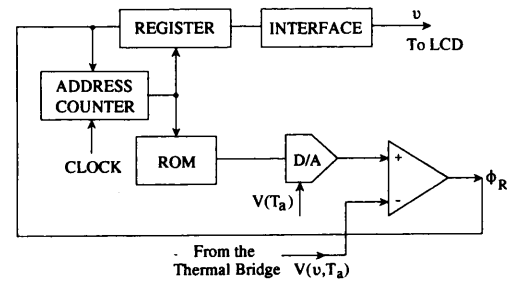 υ
REGISTER
INTERFACE
To LCD
ADDRESS
COUNTER
CLOCK
ROM
D/A
+
-
ϕR
V(Ta)
From the
Thermal Bridge V(υ,Ta)